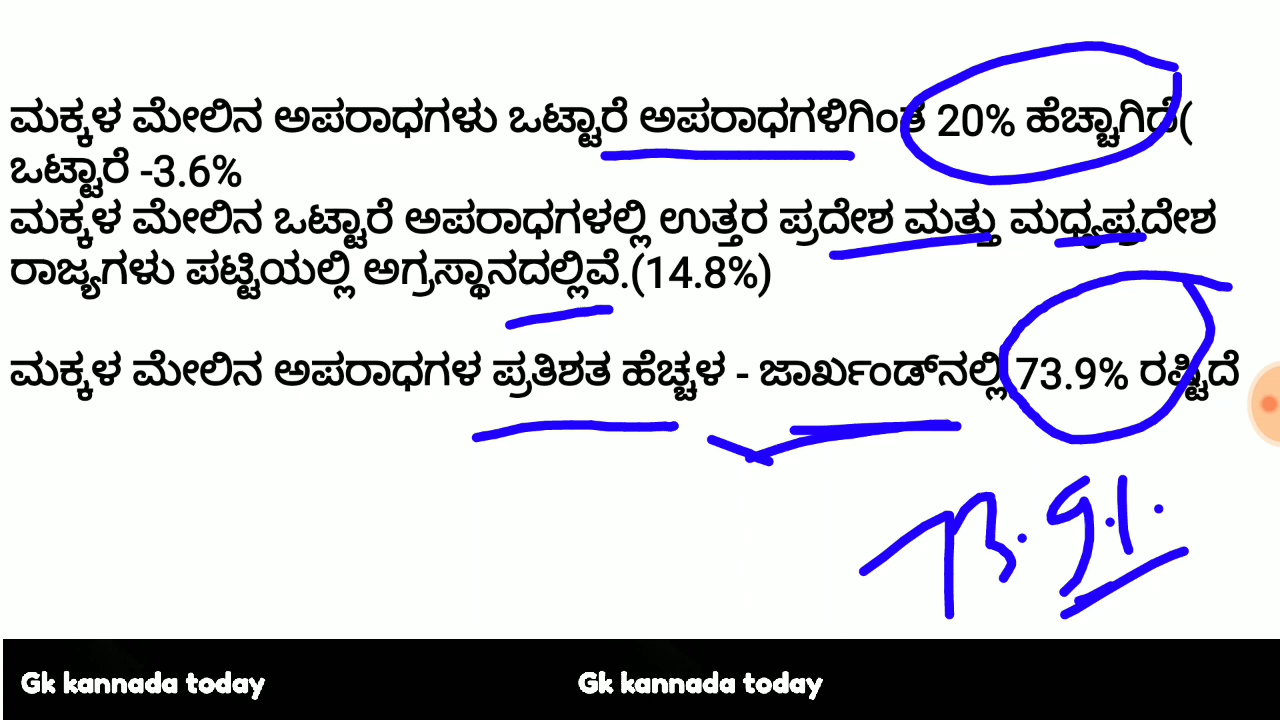 ಮಕ್ಕಳ ಮೇಲಿನ ಅಪರಾಧಗಳು ಒಟ್ಟಾರೆ ಅಪರಾಧಗಳಿಗಿಂತ 20% ಹೆಚ್ಚಾಗಿದೆ(
ಒಟ್ಟಾರೆ -3.6%
ಮಕ್ಕಳ ಮೇಲಿನ ಒಟ್ಟಾರೆ ಅಪರಾಧಗಳಲ್ಲಿ ಉತ್ತರ ಪ್ರದೇಶ ಮತ್ತು ಮಧ್ಯಪ್ರದೇಶ
ರಾಜ್ಯಗಳು ಪಟ್ಟಿಯಲ್ಲಿ ಅಗ್ರಸ್ಥಾನದಲ್ಲಿವೆ.(14.8%)
ಮಕ್ಕಳ ಮೇಲಿನ ಅಪರಾಧಗಳ ಪ್ರತಿಶತ ಹೆಚ್ಚಳ - ಜಾರ್ಖಂಡ್‌ನಲ್ಲಿ 73.9% ರಷ್ಟಿದೆ
73.9%
Gk kannada today Gk kannada today